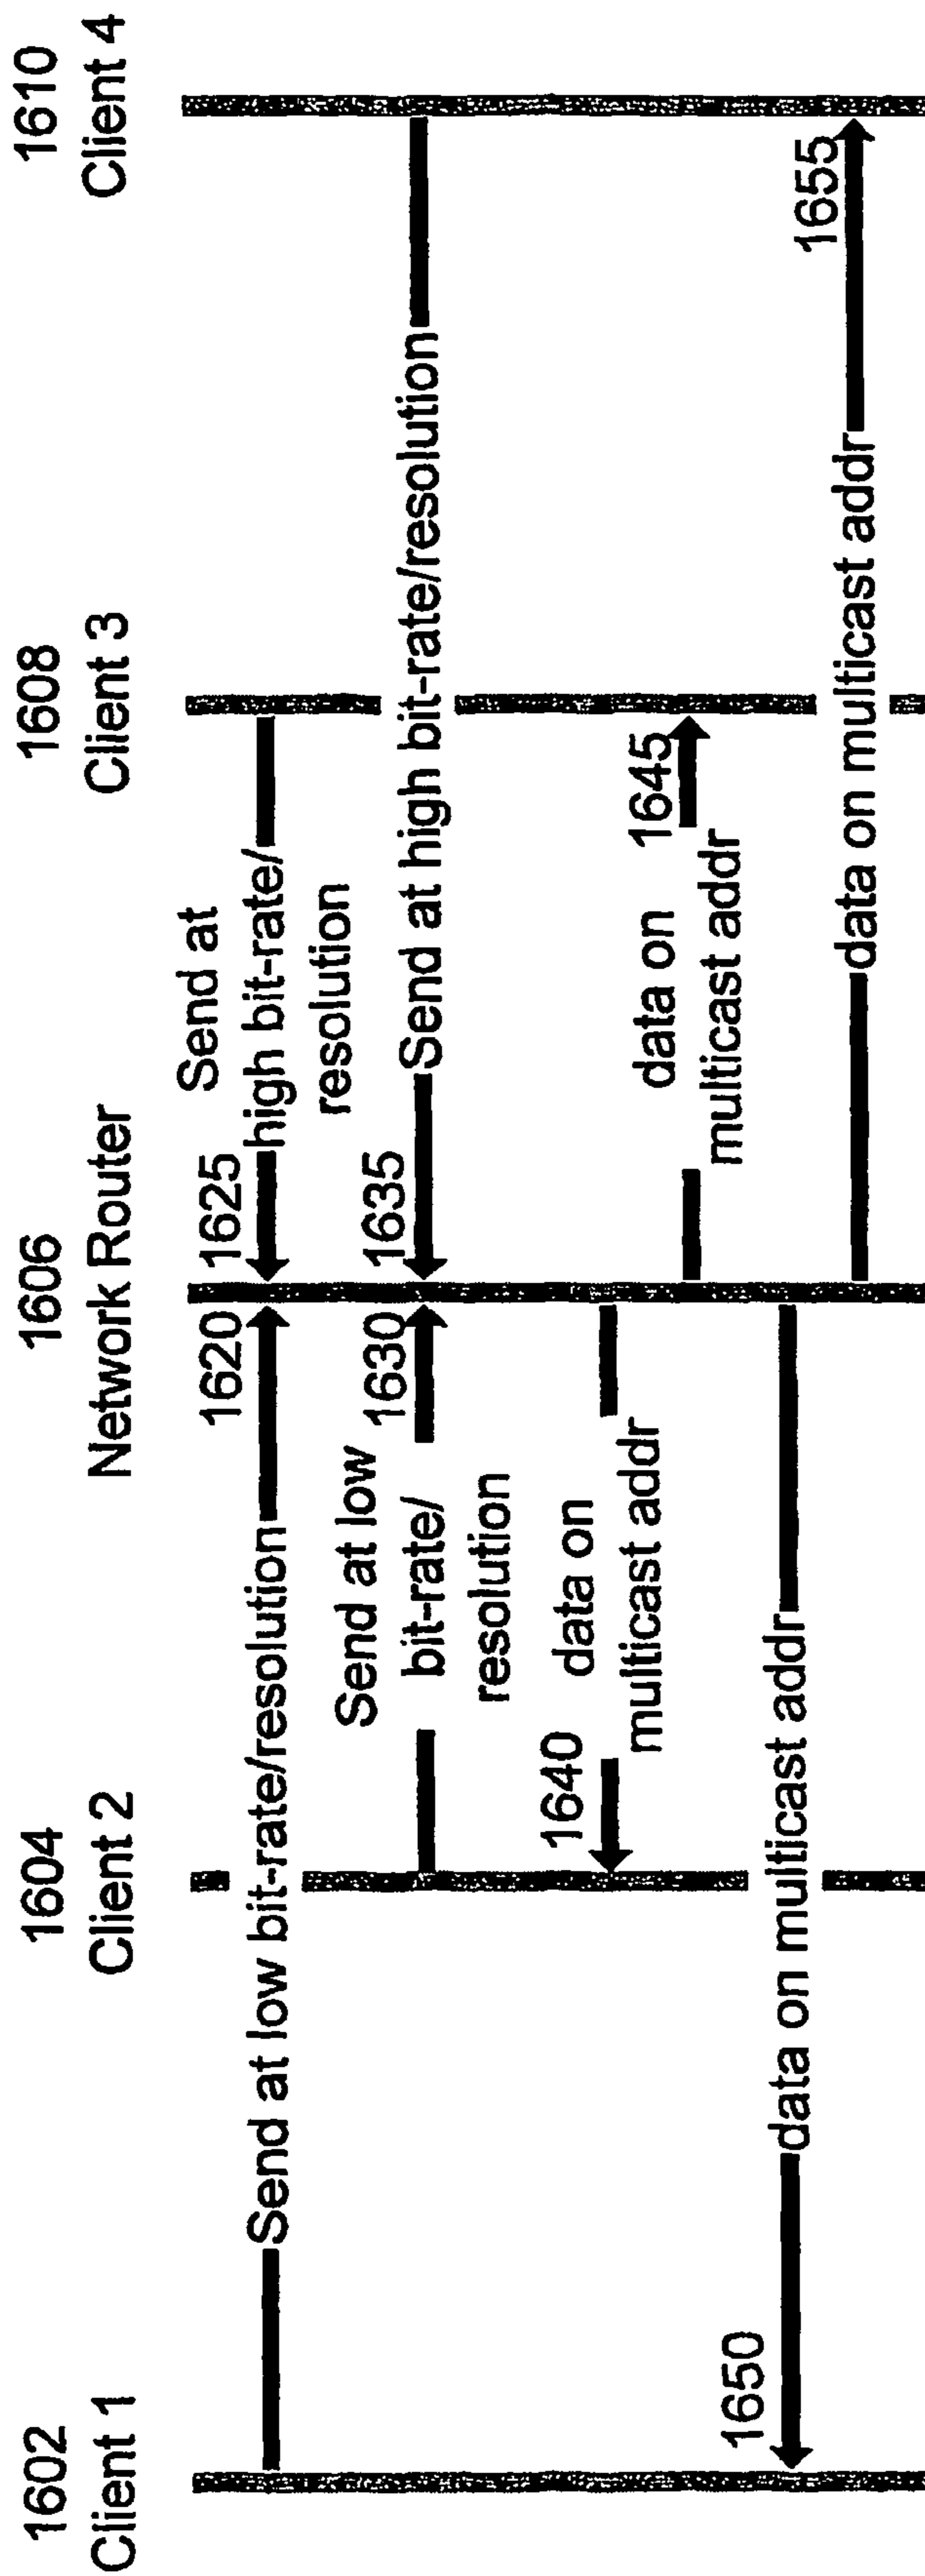 1602
Client 1
1604
Client 2
1606
Network Router
1608
Client 3
1610
Client 4
Send at low bit-rate/resolution
1620
1625
Send at
high bit-rate/
resolution
Send at low
bit-rate/
resolution
1630
1635
Send at high bit-rate/resolution
1640
data on
multicast addr
data on
multicast addr
1645
1650
data on multicast addr
data on multicast addr
1655